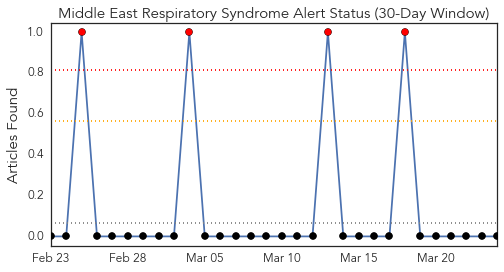 Middle East Respiratory Syndrome Alert Status (30-Day Window)
Articles Found
1.0
0.8
0.6
0.4
0.2
0.0
Feb 23 Feb 28 Mar 05 Mar 10 Mar 15 Mar 20